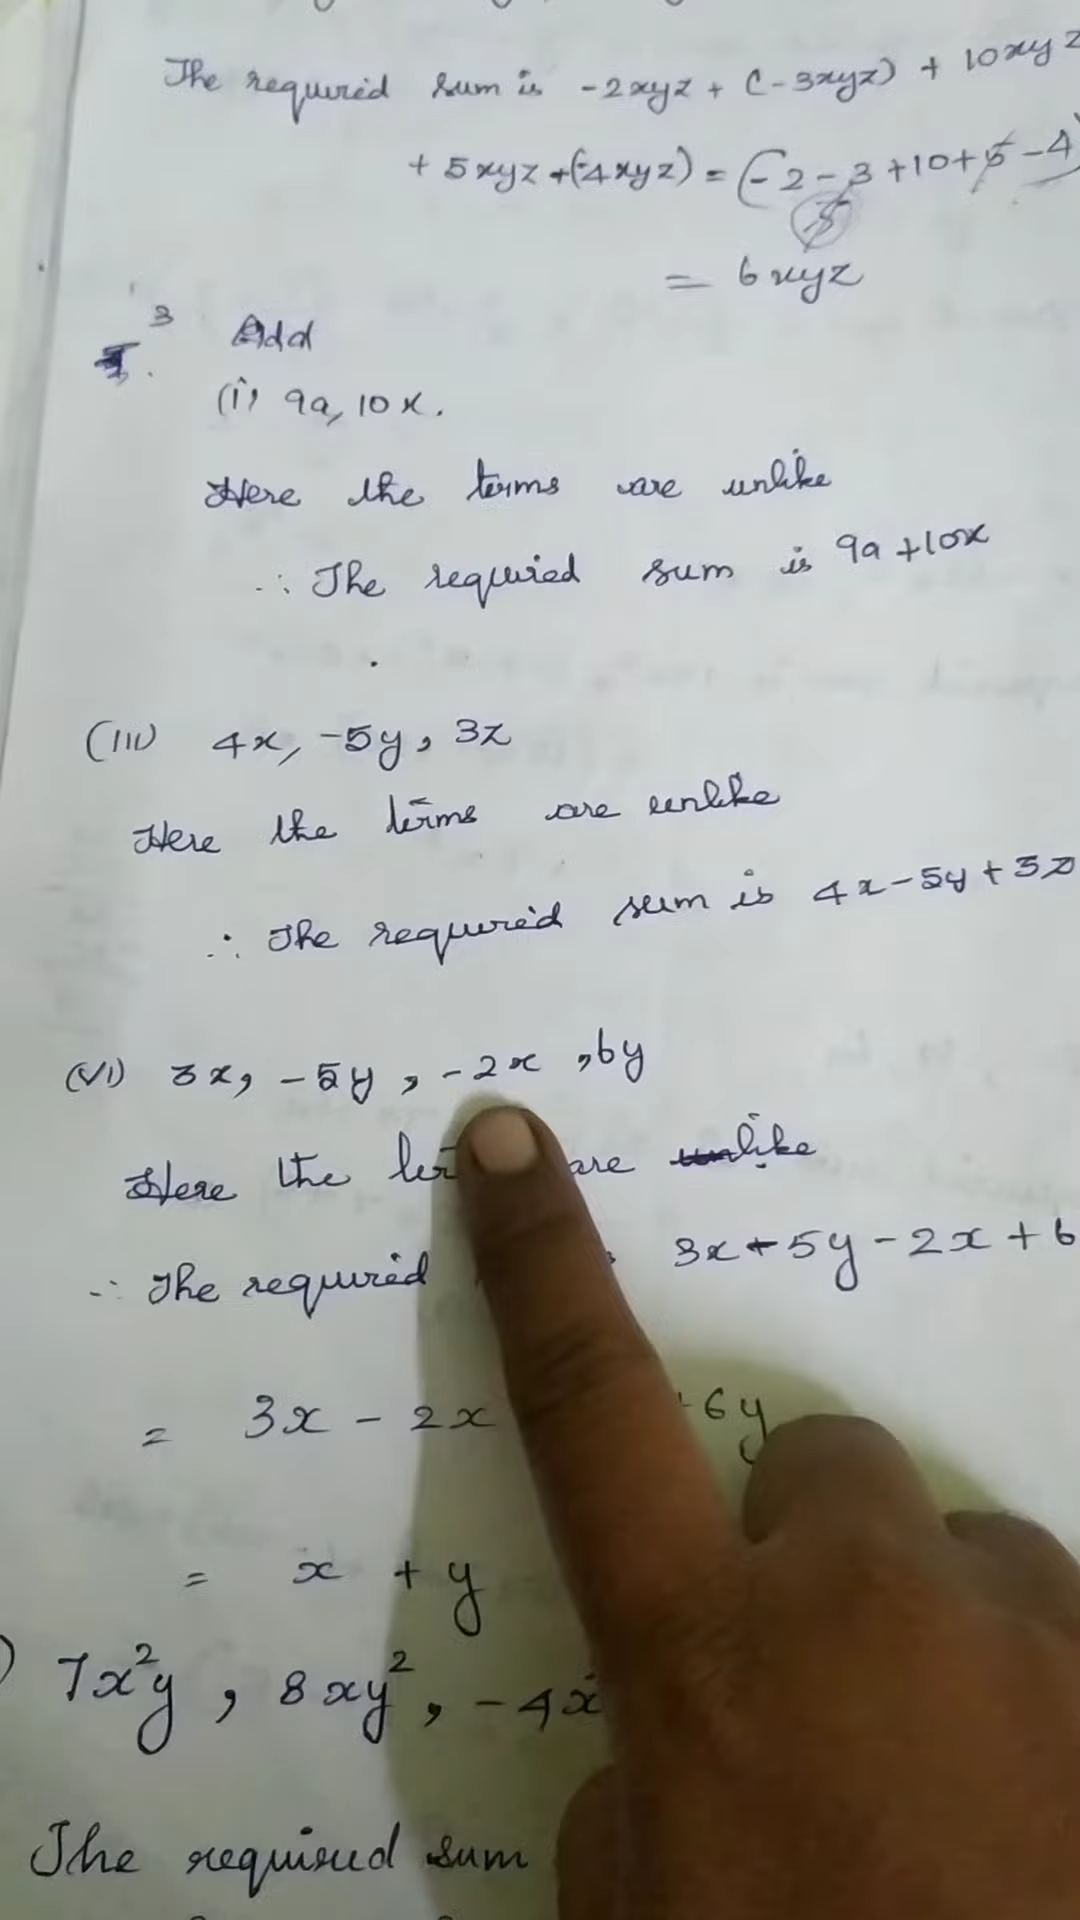 The required sum is -2xyz + (-3xyz) + 10xyz
+ 5xyz +(-4xyz) = (-2-3+10+5-4)
= 6xyz
3 Add
(i) 9a, 10x.
Here the terms are unlike
∴ The required sum is 9a+10x
(iii) 4x, -5y, 3z
Here the terms are unlike
∴ The required sum is 4x-5y+3z
(vi) 3x, -5y, -2x, 6y
Here the are like
∴ The required 3x-5y-2x+6
= 3x-2x +6y
= x + y
) 7x²y, 8xy², -4x
The required sum